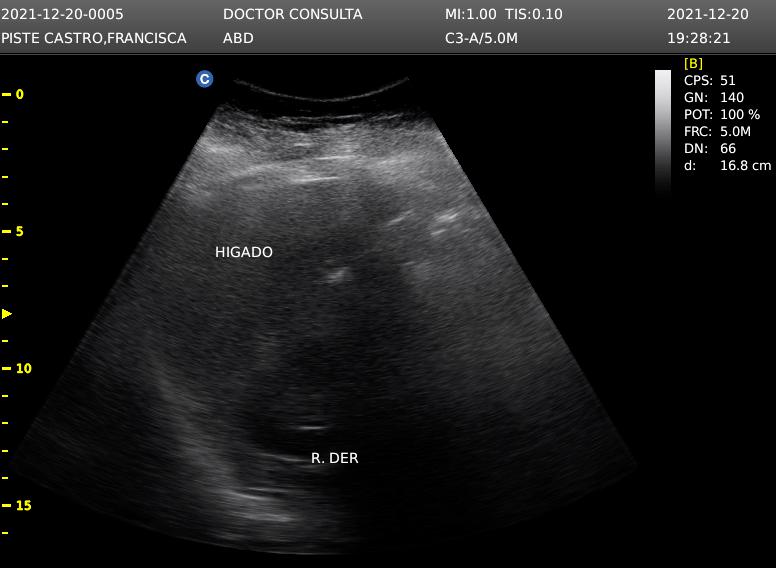 2021-12-20-0005 DOCTOR CONSULTA MI:1.00 TIS:0.10 2021-12-20
PISTE CASTRO,FRANCISCA ABD C3-A/5.0M 19:28:21
C
[B]
CPS: 51
GN: 140
POT: 100 %
FRC: 5.0M
DN: 66
d: 16.8 cm
0
5
HIGADO
10
R. DER
15